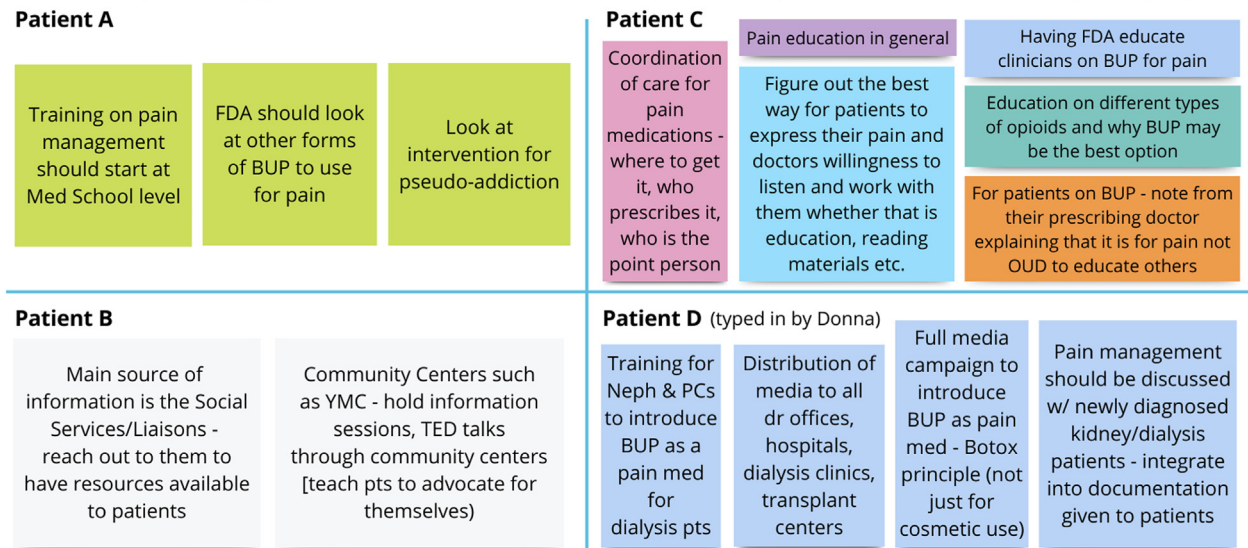 Patient A
Training on pain
management
should start at
Med School level
FDA should look
at other forms
of BUP to use
for pain
Look at
intervention for
pseudo-addiction
Patient C
Coordination
of care for
pain
medications -
where to get
it, who
prescribes it,
who is the
point person
Pain education in general
Figure out the best
way for patients to
express their pain and
doctors willingness to
listen and work with
them whether that is
education, reading
materials etc.
Having FDA educate
clinicians on BUP for pain
Education on different types
of opioids and why BUP may
be the best option
For patients on BUP - note from
their prescribing doctor
explaining that it is for pain not
OUD to educate others
Patient B
Main source of
information is the Social
Services/Liaisons -
reach out to them to
have resources available
to patients
Community Centers such
as YMC - hold information
sessions, TED talks
through community centers
[teach pts to advocate for
themselves)
Patient D (typed in by Donna)
Training for
Neph & PCs
to introduce
BUP as a
pain med
for
dialysis pts
Distribution of
media to all
dr offices,
hospitals,
dialysis clinics,
transplant
centers
Full media
campaign to
introduce
BUP as pain
med - Botox
principle (not
just for
cosmetic use)
Pain management
should be discussed
w/ newly diagnosed
kidney/dialysis
patients - integrate
into documentation
given to patients